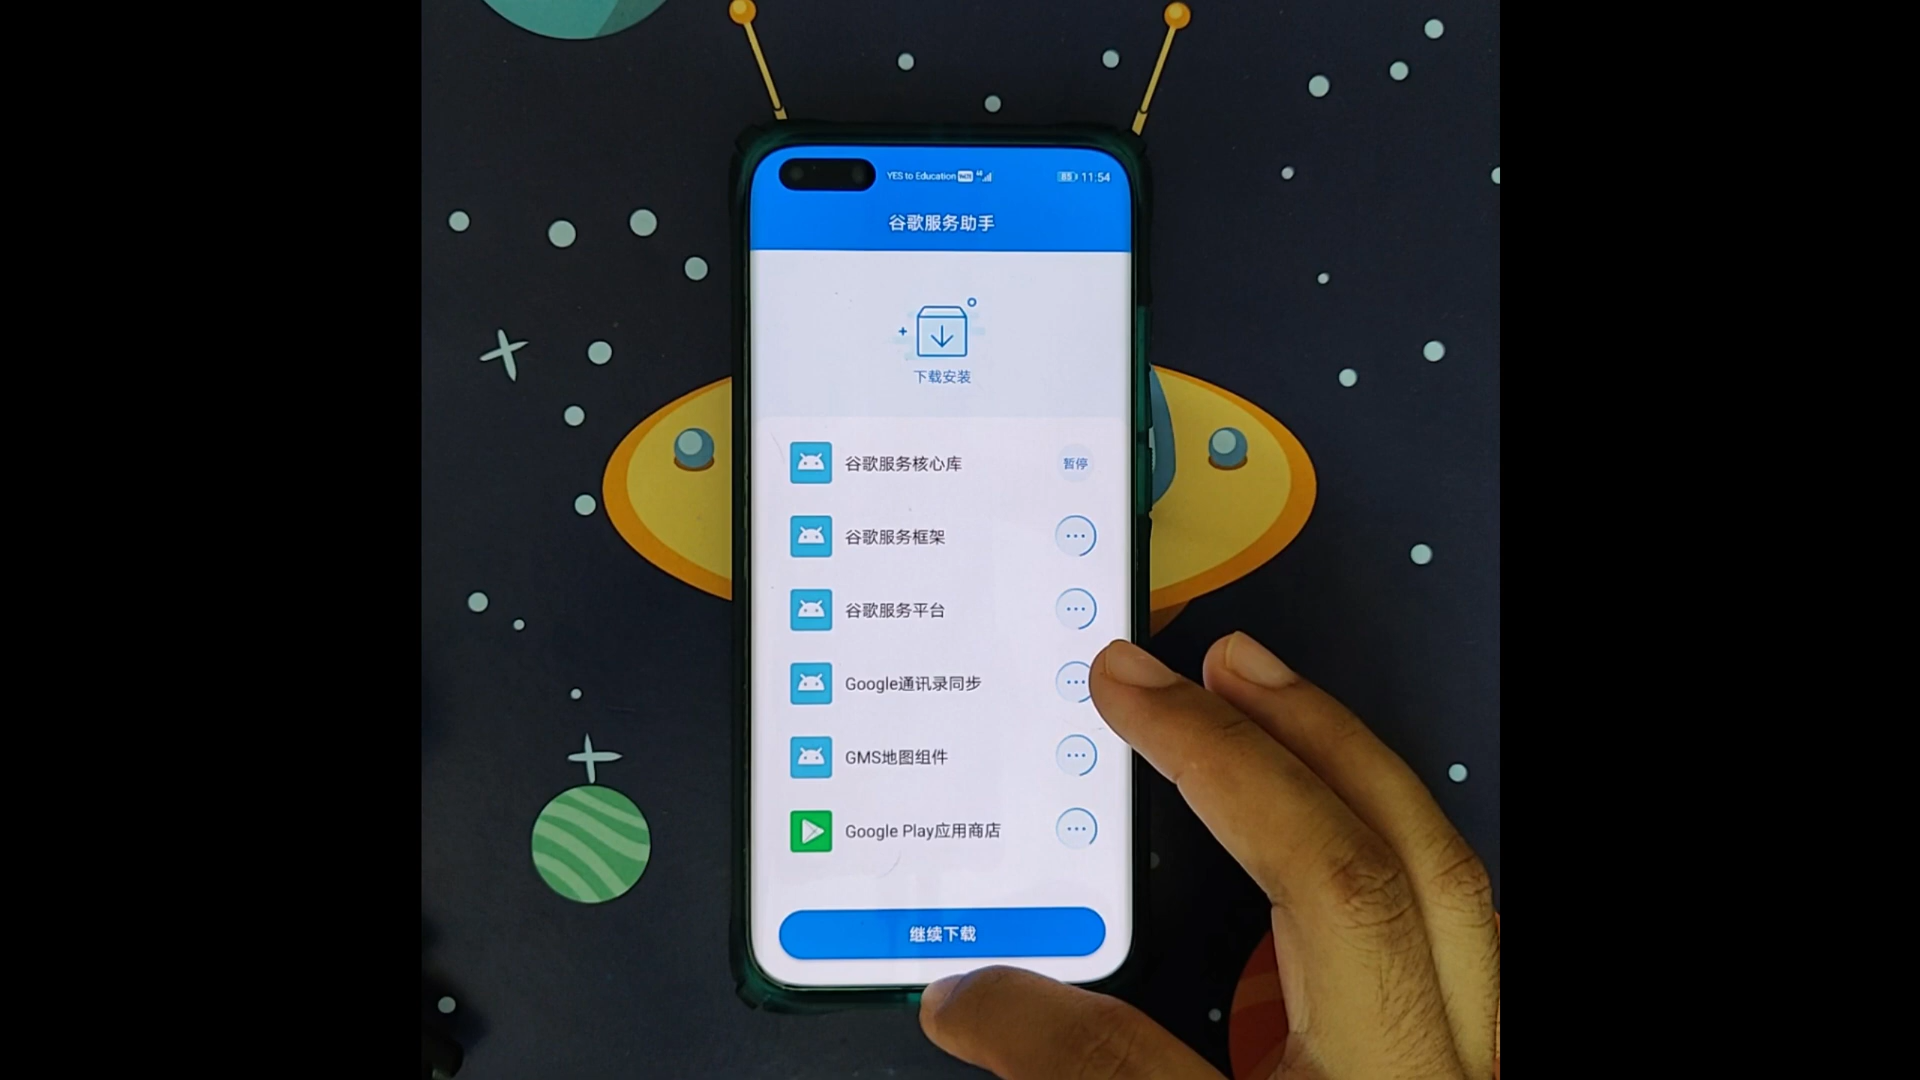 YES to Education 4G 85 11:54
谷歌服务助手
下载安装
谷歌服务核心库 暂停
谷歌服务框架
谷歌服务平台
Google通讯录同步
GMS地图组件
Google Play应用商店
继续下载